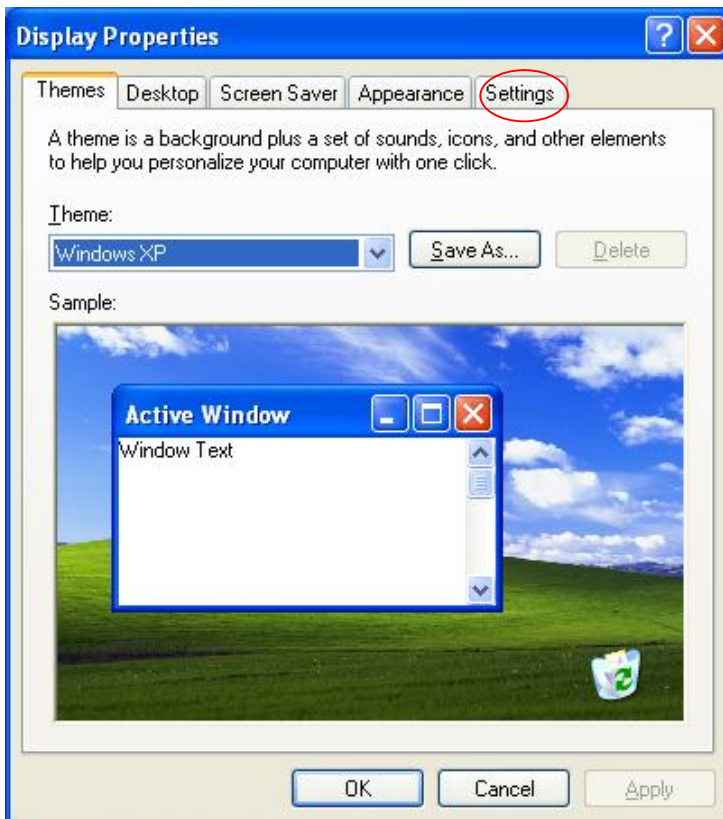 Display Properties
Themes Desktop Screen Saver Appearance Settings
A theme is a background plus a set of sounds, icons, and other elements
to help you personalize your computer with one click.
Theme:
Windows XP Save As... Delete
Sample:
Active Window
Window Text
OK Cancel Apply